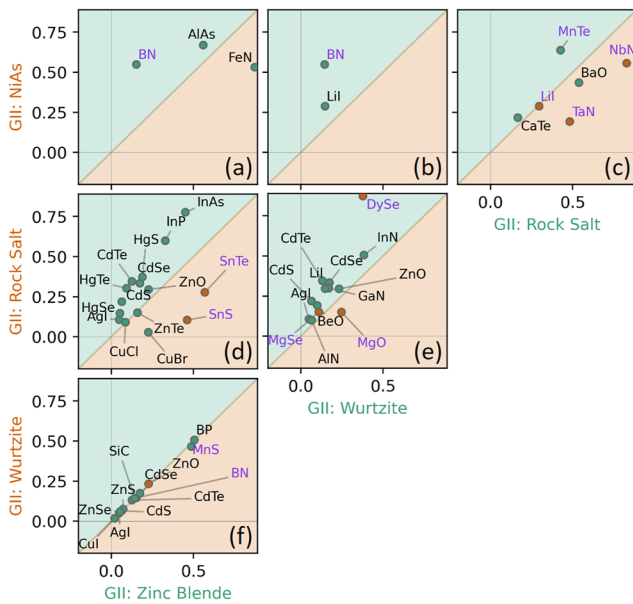 GII: NiAs
0.75
0.50
0.25
0.00
BN
AlAs
FeN
(a)
BN
LiI
(b)
MnTe
NbN
BaO
LiI
TaN
CaTe
(c)
0.0
0.5
GII: Rock Salt
GII: Rock Salt
0.75
0.50
0.25
0.00
InAs
InP
HgS
CdTe
CdSe
HgTe
ZnO
SnTe
CdS
HgSe
AgI
SnS
ZnTe
CuCl
CuBr
(d)
DySe
InN
CdTe
CdSe
CdS
LiI
ZnO
AgI
GaN
BeO
MgSe
MgO
AlN
(e)
0.0
0.5
GII: Wurtzite
GII: Wurtzite
0.75
0.50
0.25
0.00
BP
MnS
SiC
ZnO
CdSe
BN
ZnS
CdTe
ZnSe
CdS
AgI
CuI
(f)
0.0
0.5
GII: Zinc Blende